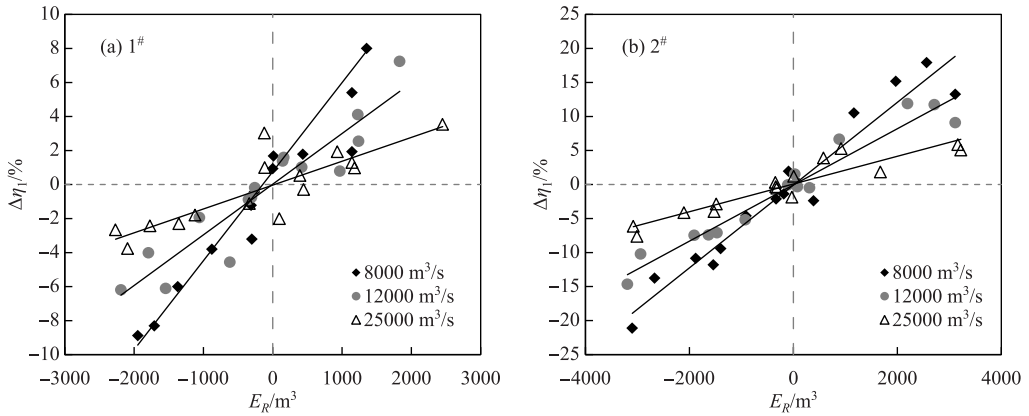 (a) 1#
10
8
6
4
2
0
−2
−4
−6
−8
−10
Δη₁/%
−3000 −2000 −1000 0 1000 2000 3000
E_R/m³
8000 m³/s
12000 m³/s
25000 m³/s
(b) 2#
25
20
15
10
5
0
−5
−10
−15
−20
−25
Δη₁/%
−4000 −2000 0 2000 4000
E_R/m³
8000 m³/s
12000 m³/s
25000 m³/s